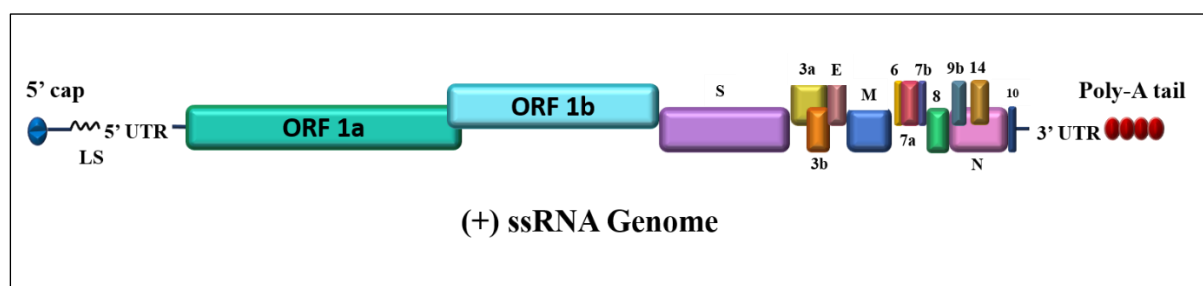 5’ cap
LS
5’ UTR
ORF 1a
ORF 1b
S
3a
E
3b
M
6
7b
7a
8
9b
14
N
10
3’ UTR
Poly-A tail
(+) ssRNA Genome